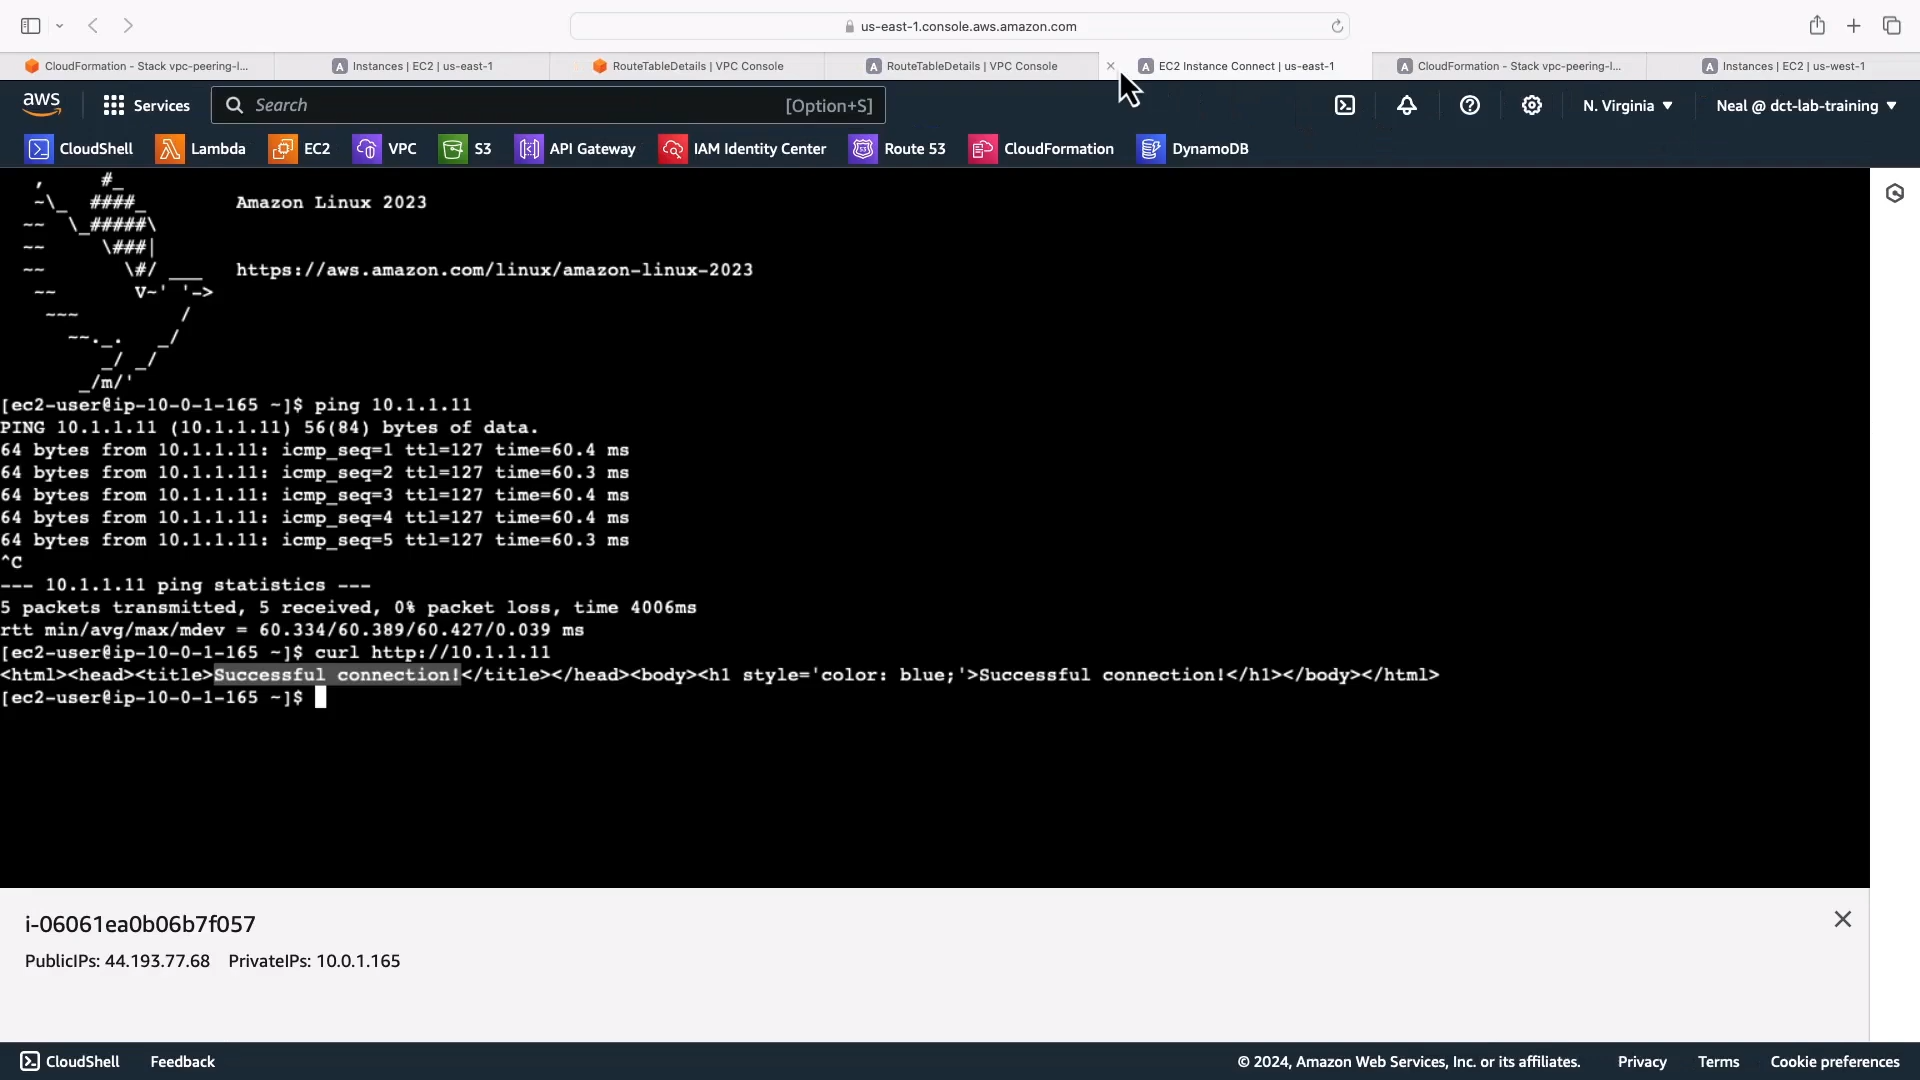 us-east-1.console.aws.amazon.com
CloudFormation - Stack vpc-peering-l...
Instances | EC2 | us-east-1
RouteTableDetails | VPC Console
RouteTableDetails | VPC Console
EC2 Instance Connect | us-east-1
CloudFormation - Stack vpc-peering-l...
Instances | EC2 | us-west-1
aws
Services
Search
[Option+S]
N. Virginia
Neal @ dct-lab-training
CloudShell
Lambda
EC2
VPC
S3
API Gateway
IAM Identity Center
Route 53
CloudFormation
DynamoDB
   ,     #_
   ~\_  ####_        Amazon Linux 2023
  ~~  \_#####\
  ~~     \###|
  ~~       \#/ ___   https://aws.amazon.com/linux/amazon-linux-2023
   ~~       V~' '->
    ~~~         /
      ~~._.   _/
         _/ _/
       _/m/'
[ec2-user@ip-10-0-1-165 ~]$ ping 10.1.1.11
PING 10.1.1.11 (10.1.1.11) 56(84) bytes of data.
64 bytes from 10.1.1.11: icmp_seq=1 ttl=127 time=60.4 ms
64 bytes from 10.1.1.11: icmp_seq=2 ttl=127 time=60.3 ms
64 bytes from 10.1.1.11: icmp_seq=3 ttl=127 time=60.4 ms
64 bytes from 10.1.1.11: icmp_seq=4 ttl=127 time=60.4 ms
64 bytes from 10.1.1.11: icmp_seq=5 ttl=127 time=60.3 ms
^C
--- 10.1.1.11 ping statistics ---
5 packets transmitted, 5 received, 0% packet loss, time 4006ms
rtt min/avg/max/mdev = 60.334/60.389/60.427/0.039 ms
[ec2-user@ip-10-0-1-165 ~]$ curl http://10.1.1.11
<html><head><title>Successful connection!</title></head><body><h1 style='color: blue;'>Successful connection!</h1></body></html>
[ec2-user@ip-10-0-1-165 ~]$
i-06061ea0b06b7f057
PublicIPs: 44.193.77.68 PrivateIPs: 10.0.1.165
CloudShell
Feedback
© 2024, Amazon Web Services, Inc. or its affiliates.
Privacy
Terms
Cookie preferences